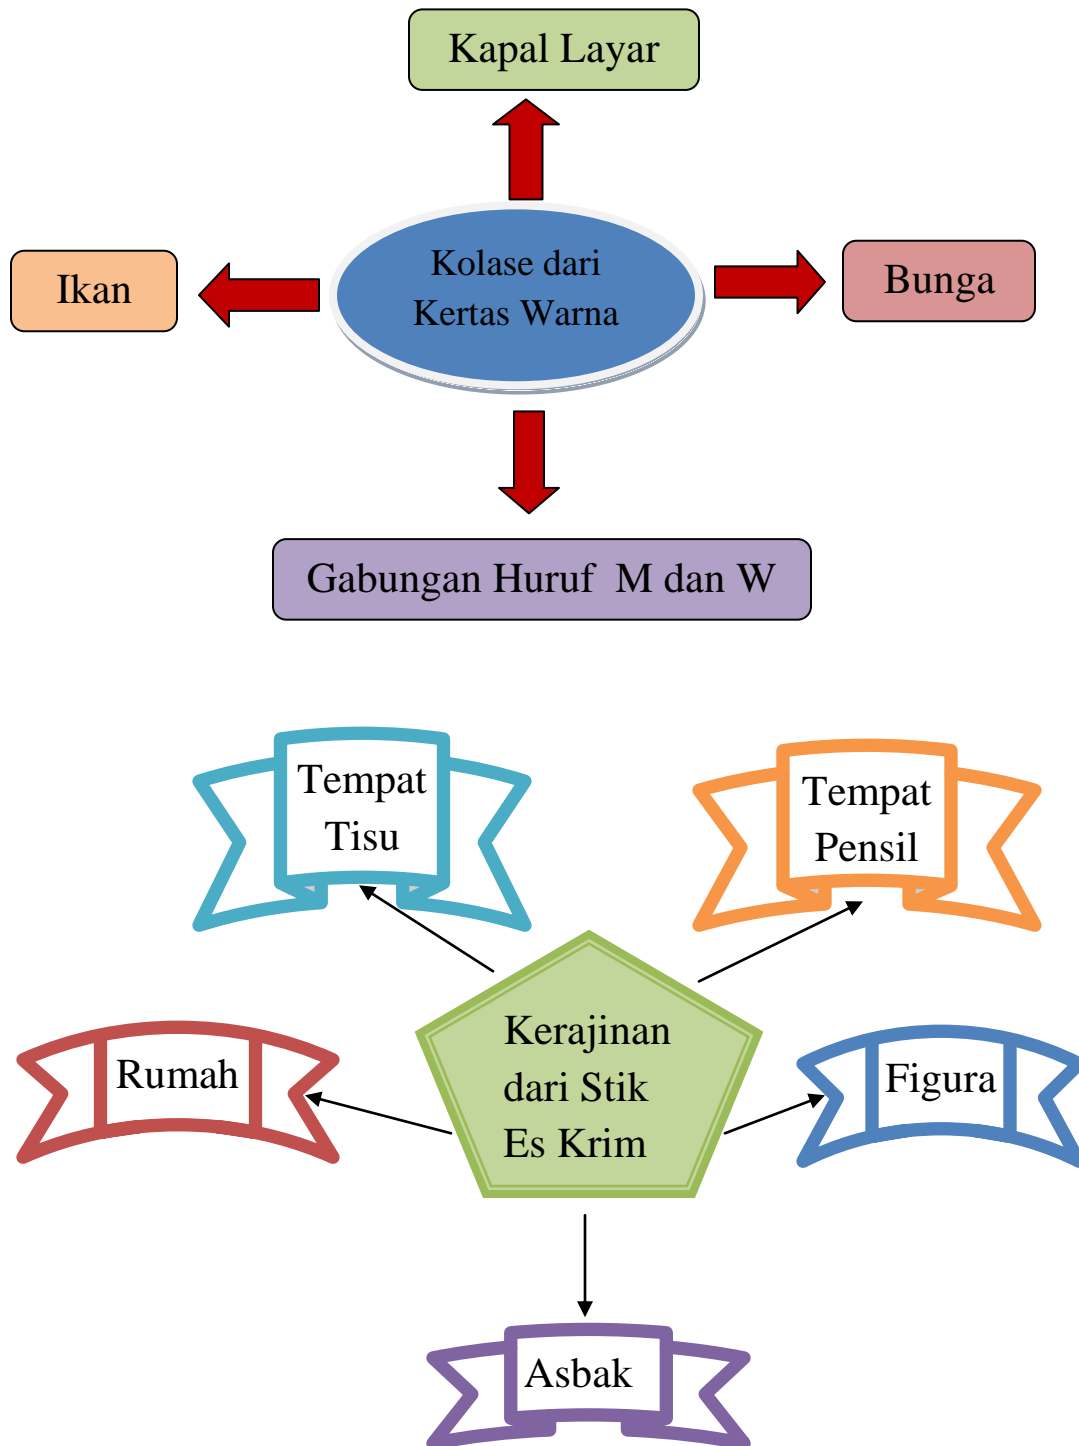 Kapal Layar
Ikan
Kolase dari
Kertas Warna
Bunga
Gabungan Huruf M dan W
Tempat
Tisu
Tempat
Pensil
Rumah
Kerajinan
dari Stik
Es Krim
Figura
Asbak